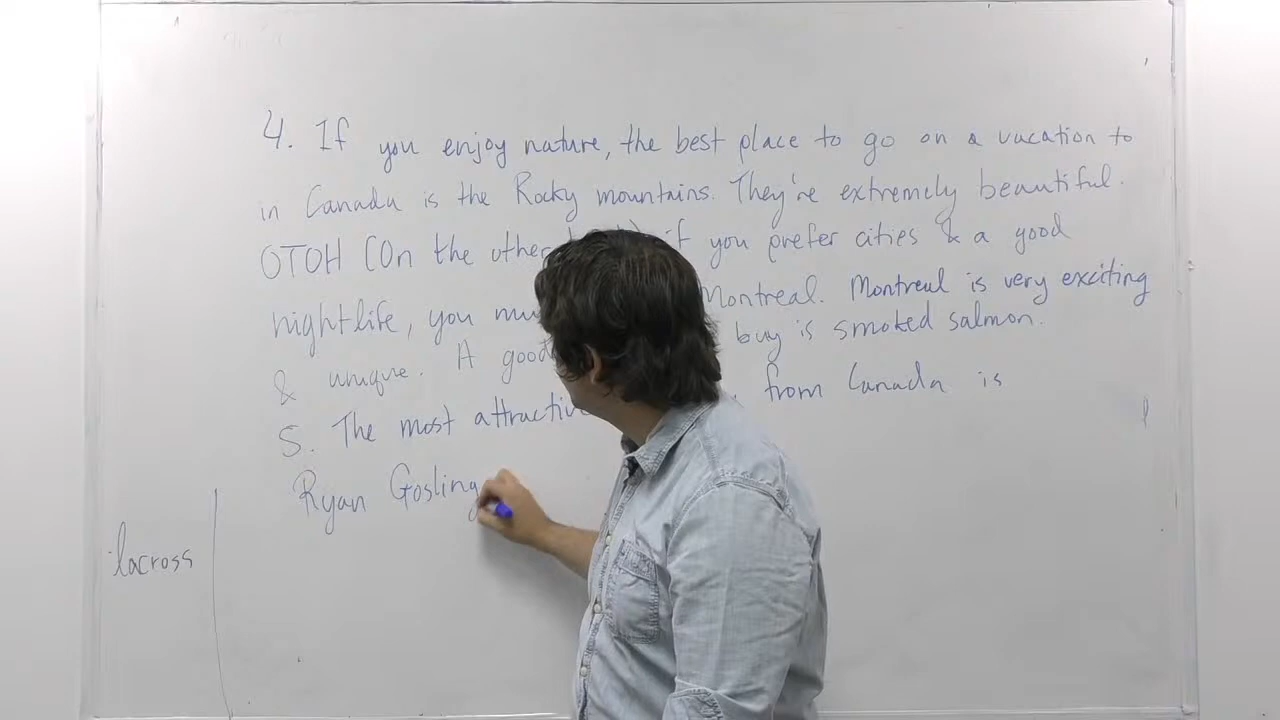 4. If you enjoy nature, the best place to go on a vacation to
in Canada is the Rocky mountains. They're extremely beautiful.
OTOH (On the other if you prefer cities & a good
nightlife, you Montreal. Montreal is very exciting
& unique. A good buy is smoked salmon.
5. The most attractive from Canada is
Ryan Gosling
lacross